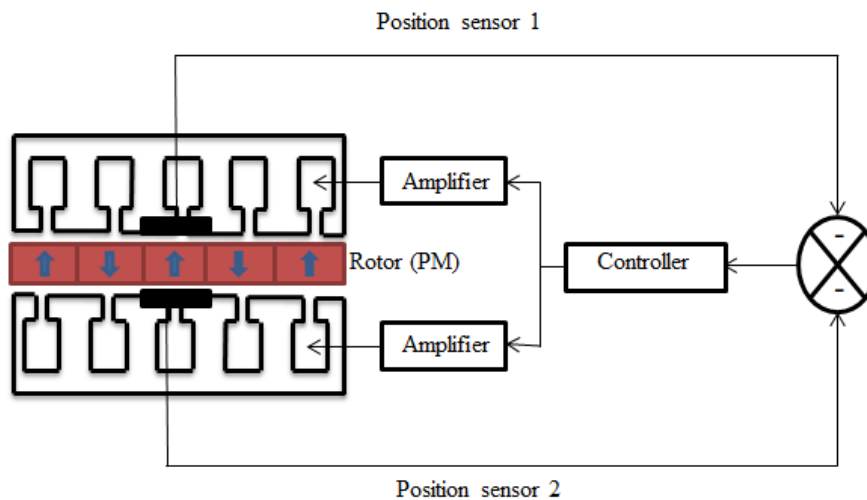 Position sensor 1
Amplifier
Rotor (PM)
Controller
-
-
Amplifier
Position sensor 2